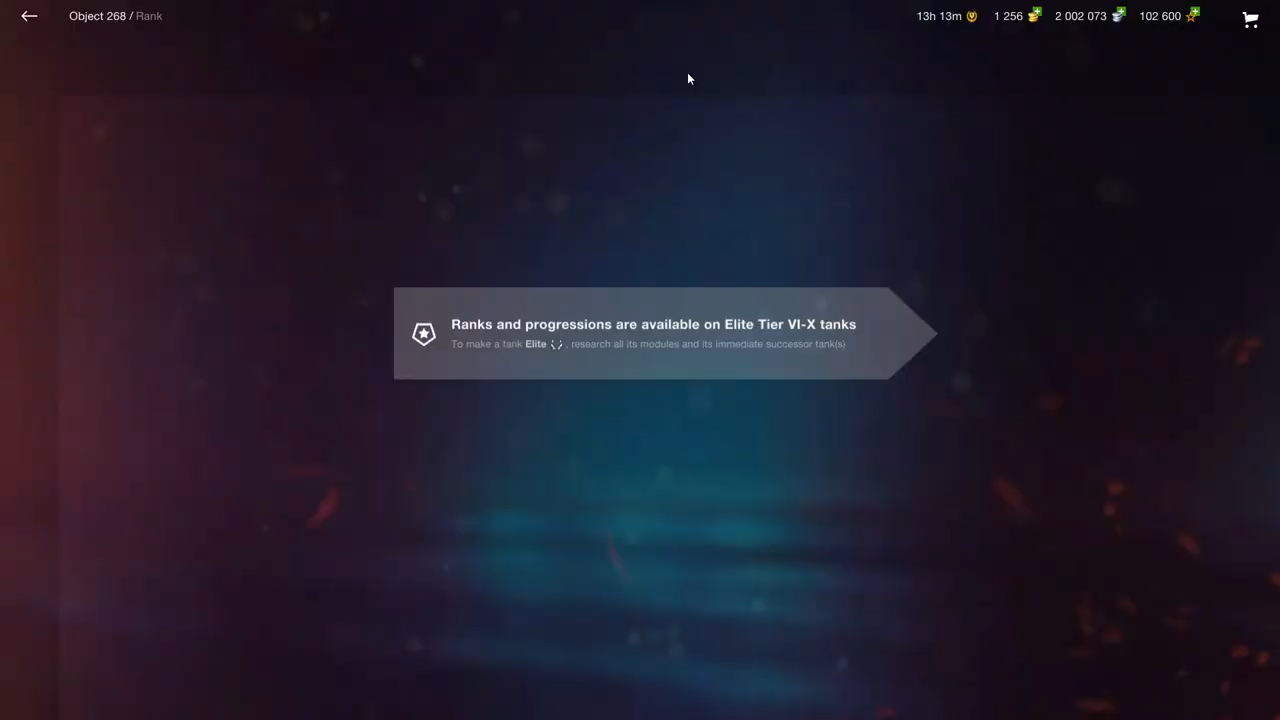 Object 268 / Rank
13h 13m 1 256 2 002 073 102 600
Ranks and progressions are available on Elite Tier VI-X tanks
To make a tank Elite , research all its modules and its immediate successor tank(s)